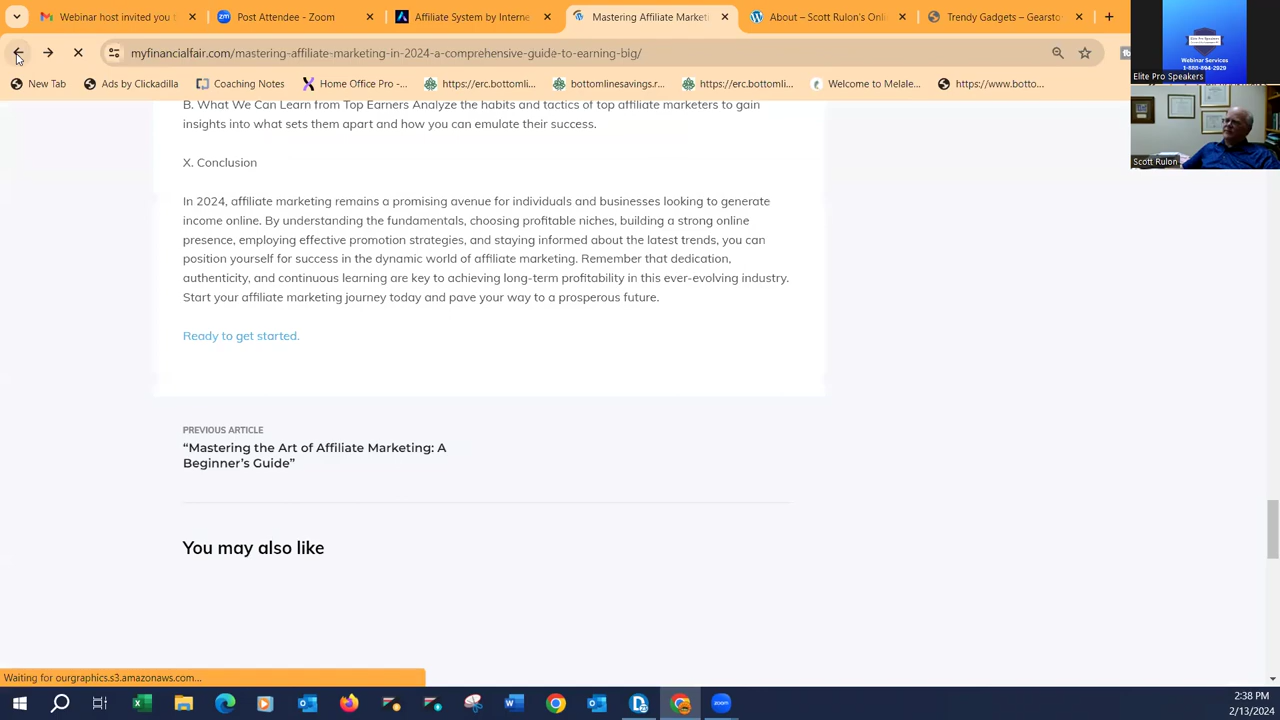 Webinar host invited you t
Post Attendee - Zoom
Affiliate System by Interne
Mastering Affiliate Market
About – Scott Rulon's Onli
Trendy Gadgets – Gearsto
myfinancialfair.com/mastering-affiliate-marketing-in-2024-a-comprehensive-guide-to-earning-big/
New Tab
Ads by Clickadilla
Coaching Notes
Home Office Pro -...
https://erc.bottomli...
bottomlinesavings.r...
https://erc.bottomli...
Welcome to Melale...
https://www.botto...
Elite Pro Speakers
Webinar Services
1-888-894-2929
Elite Pro Speakers
Scott Rulon
B. What We Can Learn from Top Earners Analyze the habits and tactics of top affiliate marketers to gain
insights into what sets them apart and how you can emulate their success.
X. Conclusion
In 2024, affiliate marketing remains a promising avenue for individuals and businesses looking to generate
income online. By understanding the fundamentals, choosing profitable niches, building a strong online
presence, employing effective promotion strategies, and staying informed about the latest trends, you can
position yourself for success in the dynamic world of affiliate marketing. Remember that dedication,
authenticity, and continuous learning are key to achieving long-term profitability in this ever-evolving industry.
Start your affiliate marketing journey today and pave your way to a prosperous future.
Ready to get started.
PREVIOUS ARTICLE
“Mastering the Art of Affiliate Marketing: A
Beginner’s Guide”
You may also like
Waiting for ourgraphics.s3.amazonaws.com...
2:38 PM
2/13/2024